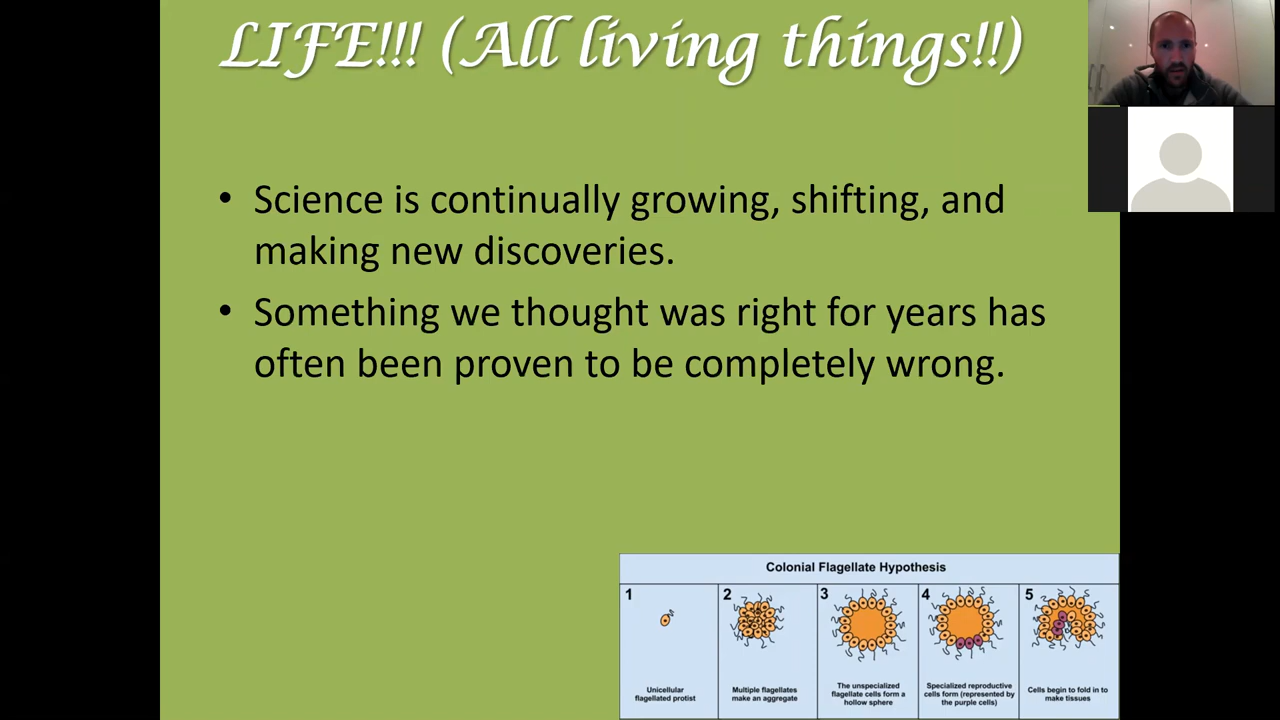 LIFE!!! (All living things!!)
• Science is continually growing, shifting, and
making new discoveries.
• Something we thought was right for years has
often been proven to be completely wrong.
Colonial Flagellate Hypothesis
1
Unicellular
flagellated protist
2
Multiple flagellates
make an aggregate
3
The unspecialized
flagellate cells form a
hollow sphere
4
Specialized reproductive
cells form (represented by
the purple cells)
5
Cells begin to fold in to
make tissues